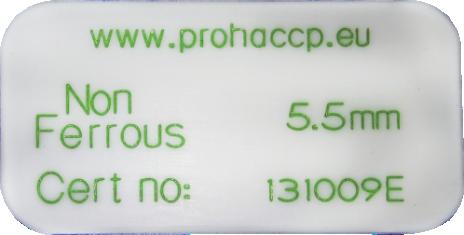 www.prohaccp.eu
Non
Ferrous 5.5mm
Cert no: 131009E